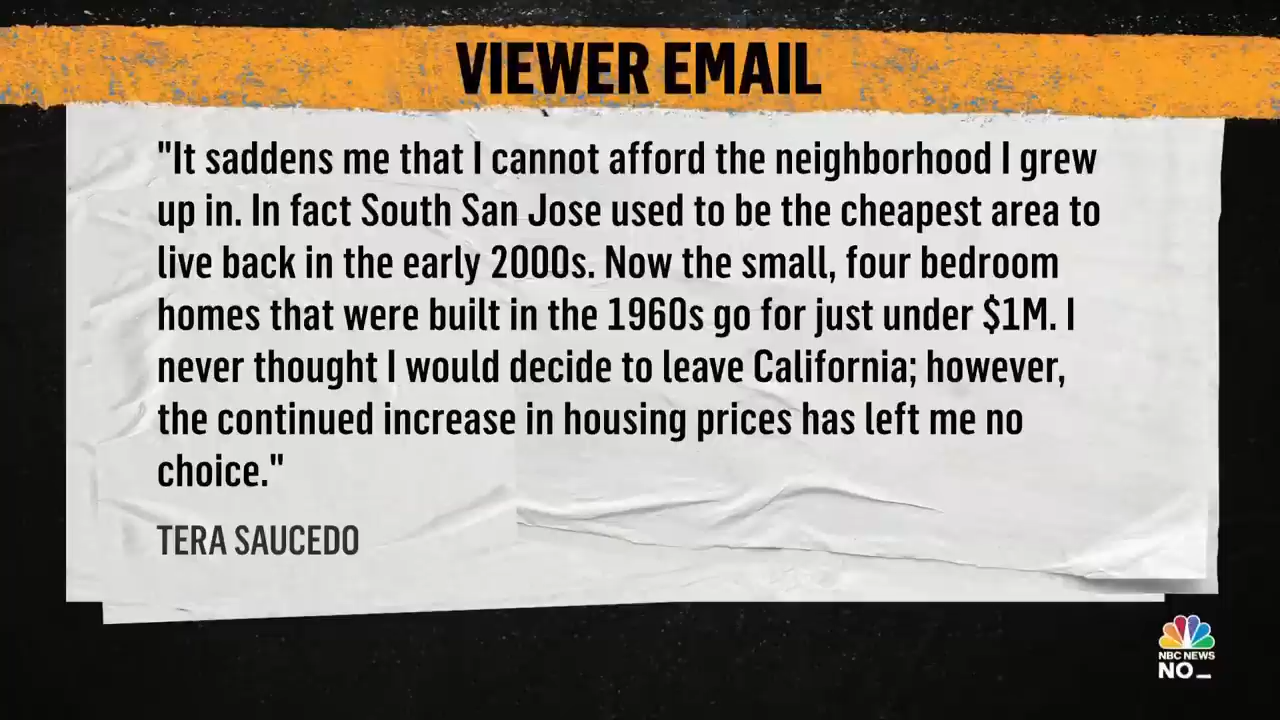 VIEWER EMAIL
"It saddens me that I cannot afford the neighborhood I grew
up in. In fact South San Jose used to be the cheapest area to
live back in the early 2000s. Now the small, four bedroom
homes that were built in the 1960s go for just under $1M. I
never thought I would decide to leave California; however,
the continued increase in housing prices has left me no
choice."
TERA SAUCEDO
NBC NEWS
NO_